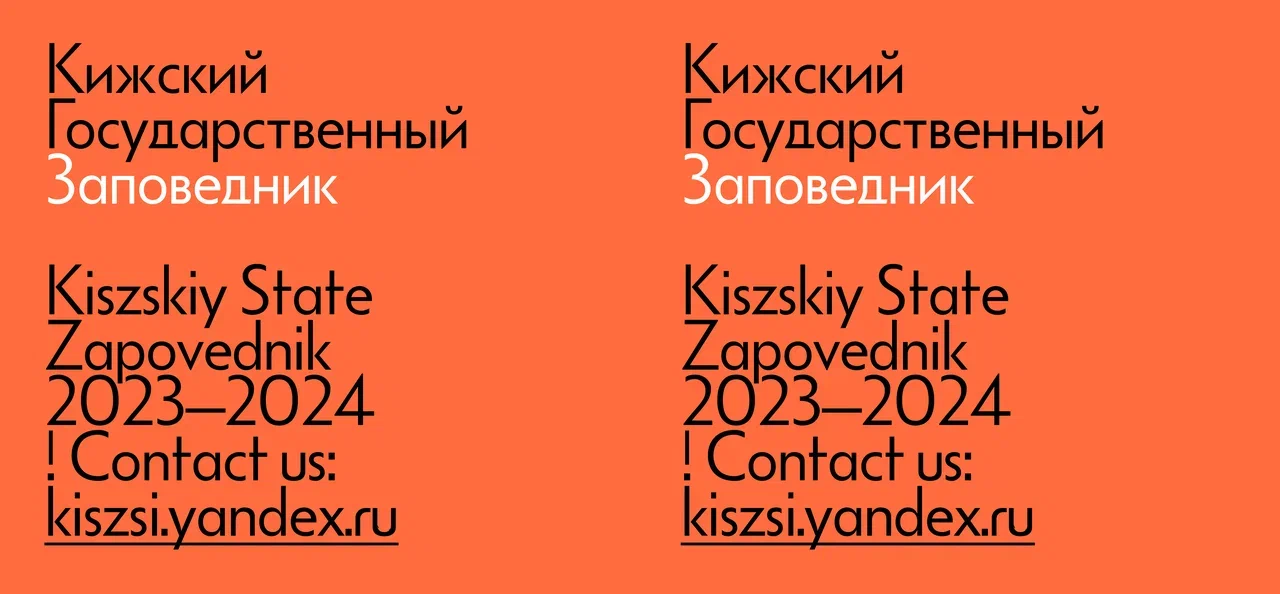 Кижский
Государственный
Заповедник
Kiszskiy State
Zapovednik
2023—2024
! Contact us:
kiszsi.yandex.ru
Кижский
Государственный
Заповедник
Kiszskiy State
Zapovednik
2023—2024
! Contact us:
kiszsi.yandex.ru